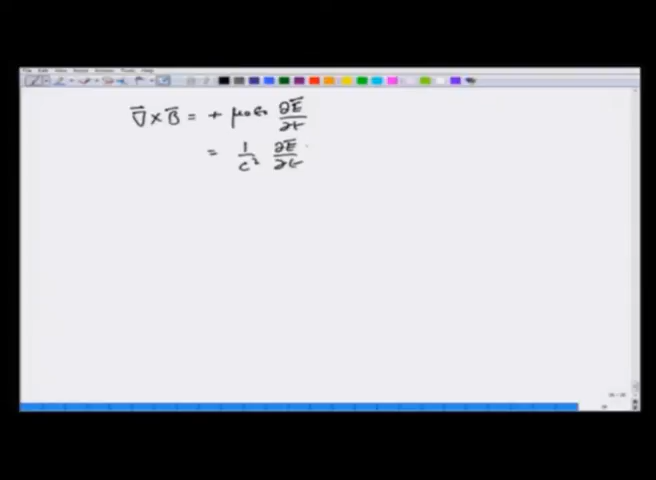 ∇⃗ × B̄ = + μ₀ε₀ ∂Ē/∂t
= 1/c² ∂Ē/∂t